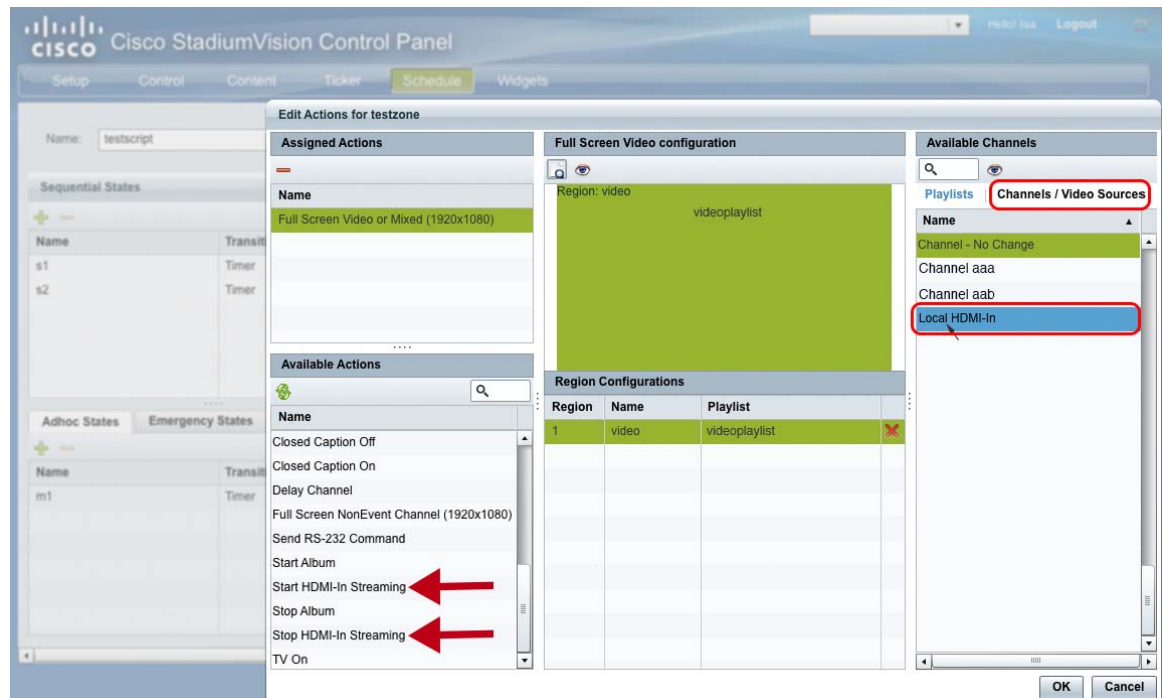 CISCO Cisco StadiumVision Control Panel
Hello! lisa Logout
Setup Control Content Ticker Schedule Widgets
Name: testscript
Sequential States
Name Transiti
s1 Timer
s2 Timer
Adhoc States Emergency States
Name Transiti
m1 Timer
Edit Actions for testzone
Assigned Actions
Name
Full Screen Video or Mixed (1920x1080)
Available Actions
Name
Closed Caption Off
Closed Caption On
Delay Channel
Full Screen NonEvent Channel (1920x1080)
Send RS-232 Command
Start Album
Start HDMI-In Streaming
Stop Album
Stop HDMI-In Streaming
TV On
Full Screen Video configuration
Region: video
videoplaylist
Region Configurations
Region Name Playlist
1 video videoplaylist
Available Channels
Playlists Channels / Video Sources
Name
Channel - No Change
Channel aaa
Channel aab
Local HDMI-In
OK Cancel